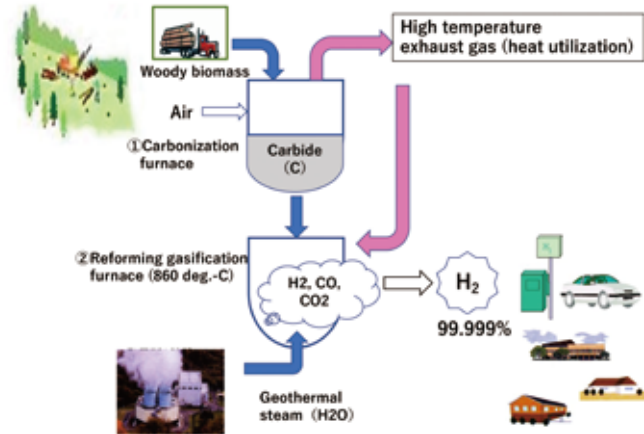 High temperature
exhaust gas (heat utilization)
Woody biomass
Air
①Carbonization
furnace
Carbide
(C)
②Reforming gasification
furnace (860 deg.-C)
H2, CO,
CO2
H₂
99.999%
Geothermal
steam (H2O)